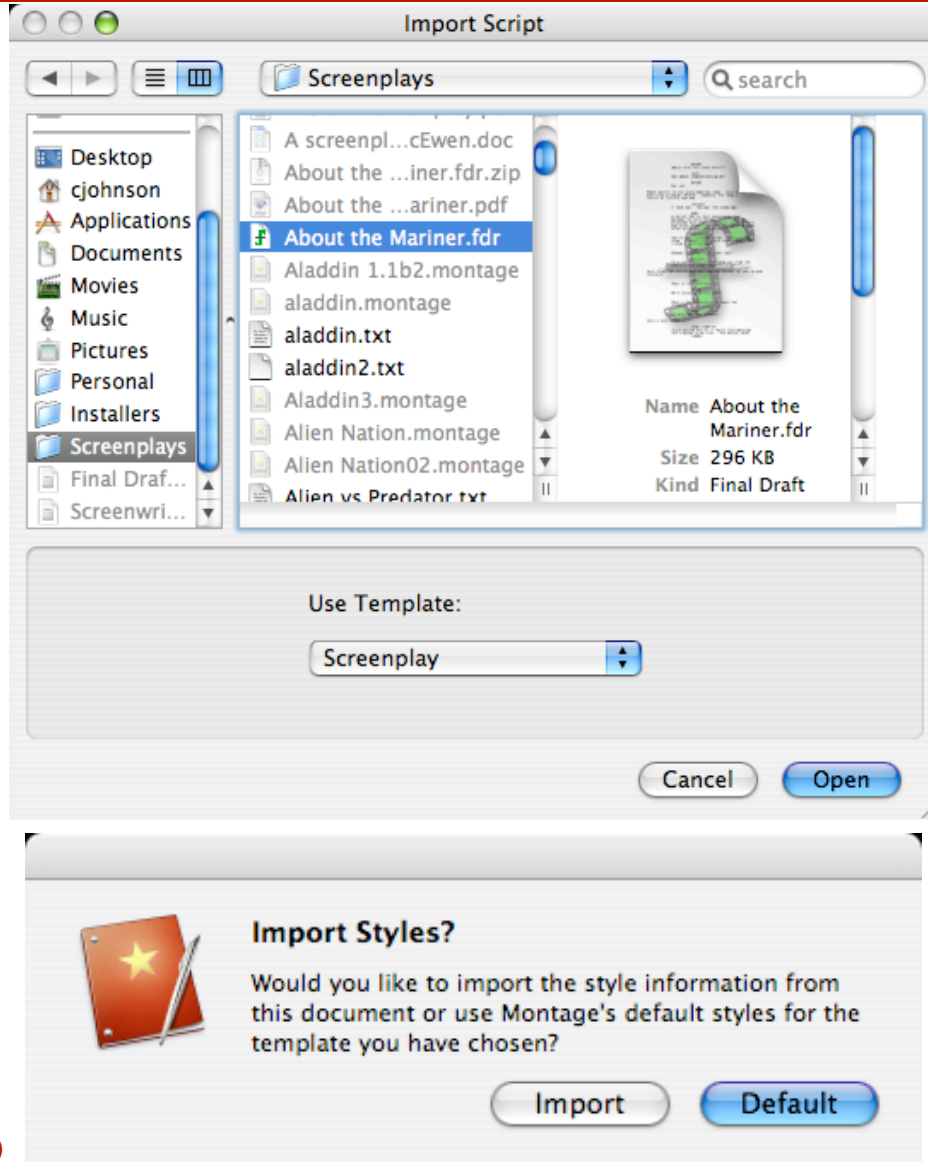 Import Script
Screenplays
search
Desktop
cjohnson
Applications
Documents
Movies
Music
Pictures
Personal
Installers
Screenplays
Final Draf...
Screenwri...
A screenpl...cEwen.doc
About the ...iner.fdr.zip
About the ...ariner.pdf
About the Mariner.fdr
Aladdin 1.1b2.montage
aladdin.montage
aladdin.txt
aladdin2.txt
Aladdin3.montage
Alien Nation.montage
Alien Nation02.montage
Alien vs Predator.txt
Name About the
Mariner.fdr
Size 296 KB
Kind Final Draft
Use Template:
Screenplay
Cancel
Open
Import Styles?
Would you like to import the style information from
this document or use Montage's default styles for the
template you have chosen?
Import
Default